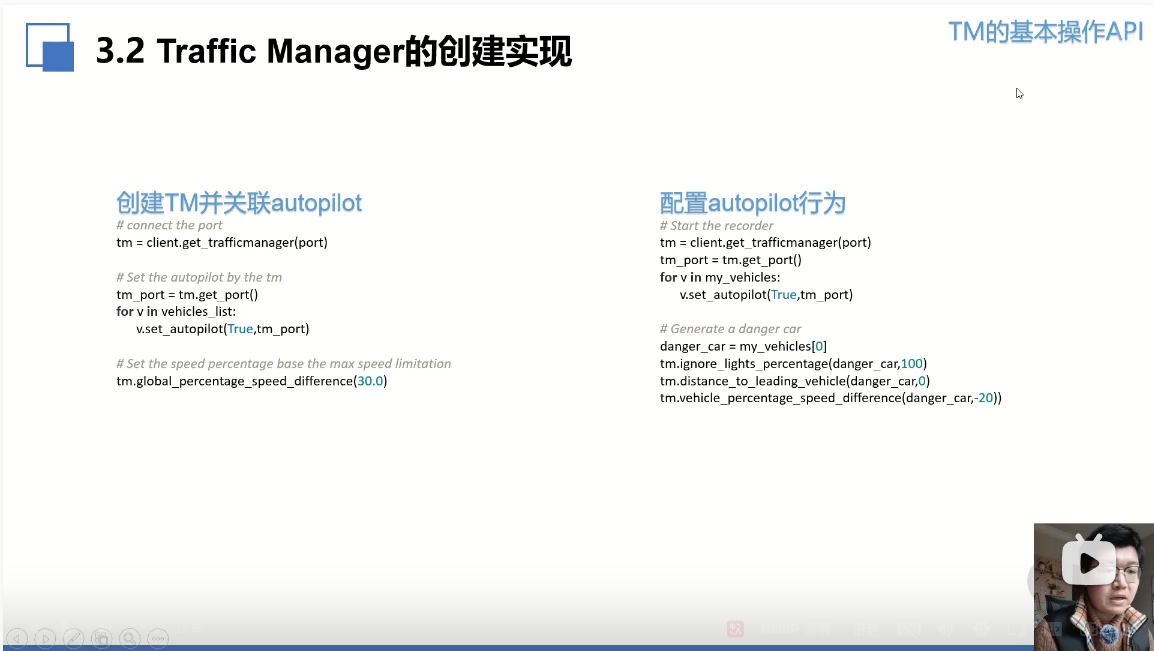 3.2 Traffic Manager的创建实现
TM的基本操作API
创建TM并关联autopilot
# connect the port
tm = client.get_trafficmanager(port)
# Set the autopilot by the tm
tm_port = tm.get_port()
for v in vehicles_list:
v.set_autopilot(True,tm_port)
# Set the speed percentage base the max speed limitation
tm.global_percentage_speed_difference(30.0)
配置autopilot行为
# Start the recorder
tm = client.get_trafficmanager(port)
tm_port = tm.get_port()
for v in my_vehicles:
v.set_autopilot(True,tm_port)
# Generate a danger car
danger_car = my_vehicles[0]
tm.ignore_lights_percentage(danger_car,100)
tm.distance_to_leading_vehicle(danger_car,0)
tm.vehicle_percentage_speed_difference(danger_car,-20))